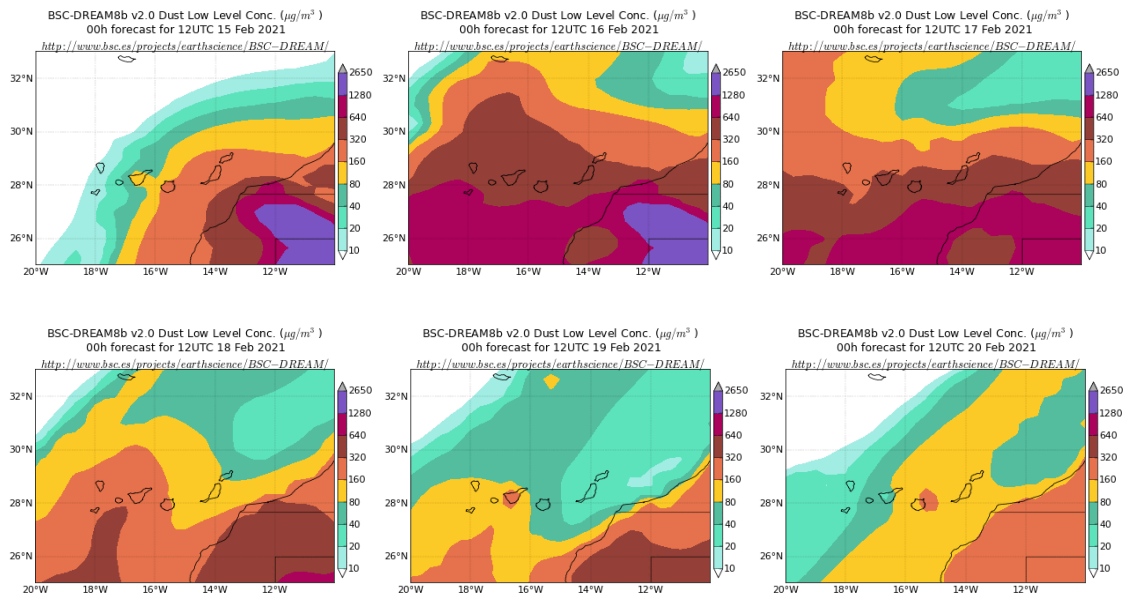 BSC-DREAM8b v2.0 Dust Low Level Conc. (μg/m³ )
00h forecast for 12UTC 15 Feb 2021
http://www.bsc.es/projects/earthscience/BSC−DREAM/
32°N
30°N
28°N
26°N
20°W 18°W 16°W 14°W 12°W
2650
1280
640
320
160
80
40
20
10
BSC-DREAM8b v2.0 Dust Low Level Conc. (μg/m³ )
00h forecast for 12UTC 16 Feb 2021
http://www.bsc.es/projects/earthscience/BSC−DREAM/
32°N
30°N
28°N
26°N
20°W 18°W 16°W 14°W 12°W
2650
1280
640
320
160
80
40
20
10
BSC-DREAM8b v2.0 Dust Low Level Conc. (μg/m³ )
00h forecast for 12UTC 17 Feb 2021
http://www.bsc.es/projects/earthscience/BSC−DREAM/
32°N
30°N
28°N
26°N
20°W 18°W 16°W 14°W 12°W
2650
1280
640
320
160
80
40
20
10
BSC-DREAM8b v2.0 Dust Low Level Conc. (μg/m³ )
00h forecast for 12UTC 18 Feb 2021
http://www.bsc.es/projects/earthscience/BSC−DREAM/
32°N
30°N
28°N
26°N
20°W 18°W 16°W 14°W 12°W
2650
1280
640
320
160
80
40
20
10
BSC-DREAM8b v2.0 Dust Low Level Conc. (μg/m³ )
00h forecast for 12UTC 19 Feb 2021
http://www.bsc.es/projects/earthscience/BSC−DREAM/
32°N
30°N
28°N
26°N
20°W 18°W 16°W 14°W 12°W
2650
1280
640
320
160
80
40
20
10
BSC-DREAM8b v2.0 Dust Low Level Conc. (μg/m³ )
00h forecast for 12UTC 20 Feb 2021
http://www.bsc.es/projects/earthscience/BSC−DREAM/
32°N
30°N
28°N
26°N
20°W 18°W 16°W 14°W 12°W
2650
1280
640
320
160
80
40
20
10